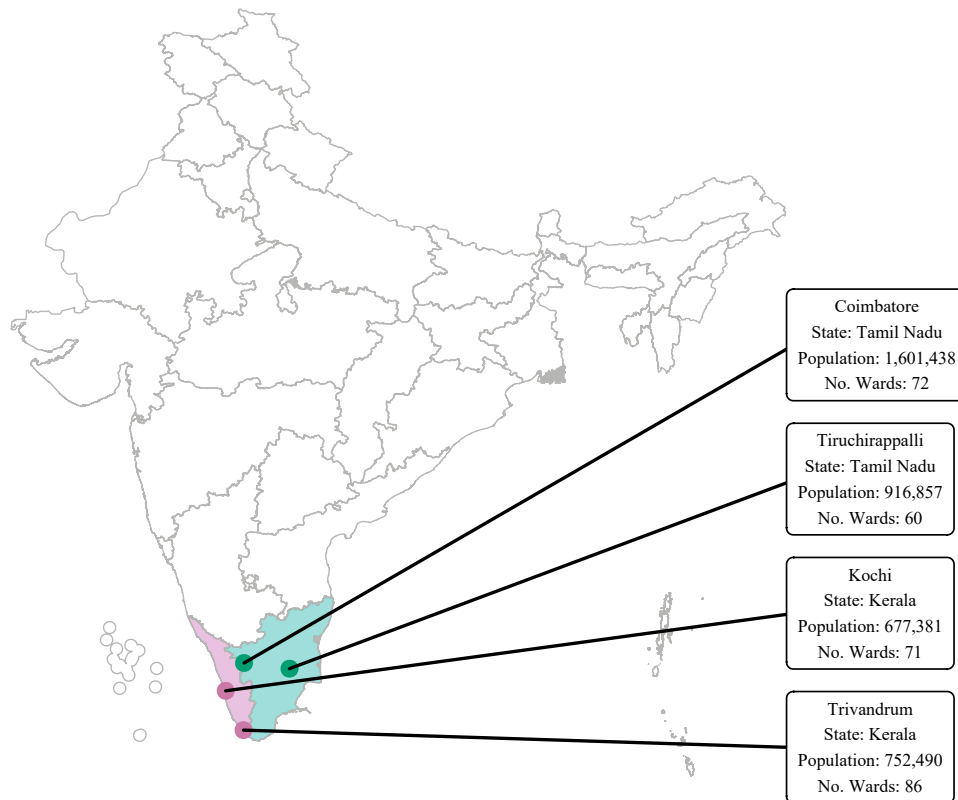 Coimbatore
State: Tamil Nadu
Population: 1,601,438
No. Wards: 72
Tiruchirappalli
State: Tamil Nadu
Population: 916,857
No. Wards: 60
Kochi
State: Kerala
Population: 677,381
No. Wards: 71
Trivandrum
State: Kerala
Population: 752,490
No. Wards: 86